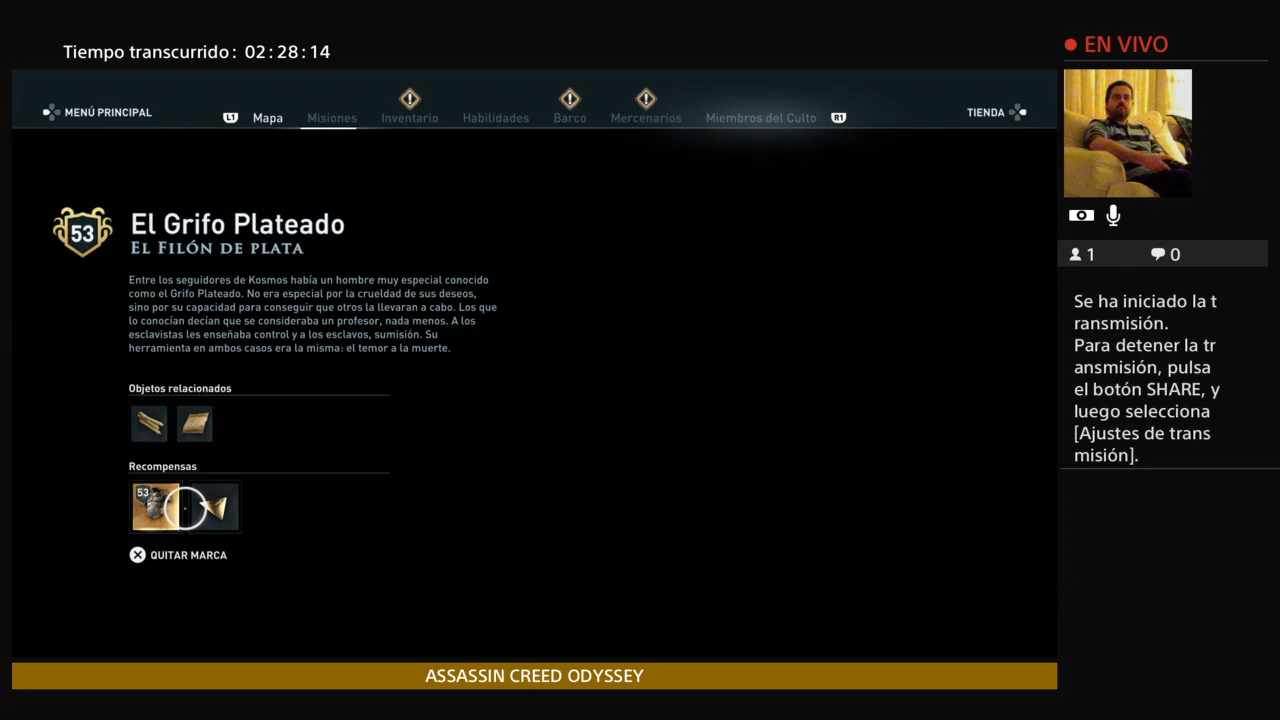 Tiempo transcurrido: 02:28:14
EN VIVO
MENÚ PRINCIPAL
L1 Mapa Misiones Inventario Habilidades Barco Mercenarios Miembros del Culto R1
TIENDA
53
El Grifo Plateado
El Filón de plata
Entre los seguidores de Kosmos había un hombre muy especial conocido
como el Grifo Plateado. No era especial por la crueldad de sus deseos,
sino por su capacidad para conseguir que otros la llevaran a cabo. Los que
lo conocían decían que se consideraba un profesor, nada menos. A los
esclavistas les enseñaba control y a los esclavos, sumisión. Su
herramienta en ambos casos era la misma: el temor a la muerte.
Objetos relacionados
Recompensas
53
QUITAR MARCA
1 0
Se ha iniciado la t
ransmisión.
Para detener la tr
ansmisión, pulsa
el botón SHARE, y
luego selecciona
[Ajustes de trans
misión].
ASSASSIN CREED ODYSSEY